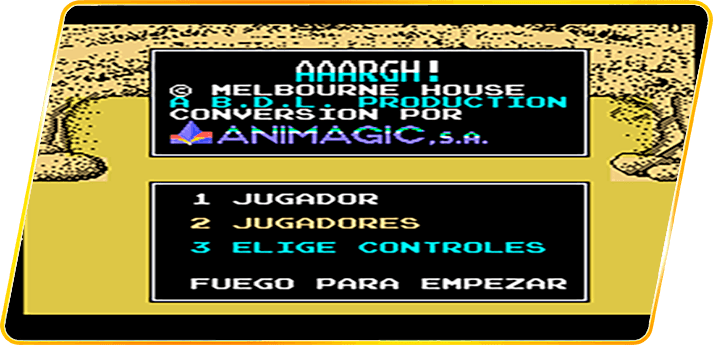 AAARGH!
© MELBOURNE HOUSE
A B.D.L. PRODUCTION
CONVERSION POR
ANIMAGIC, S.A.
1 JUGADOR
2 JUGADORES
3 ELIGE CONTROLES
FUEGO PARA EMPEZAR